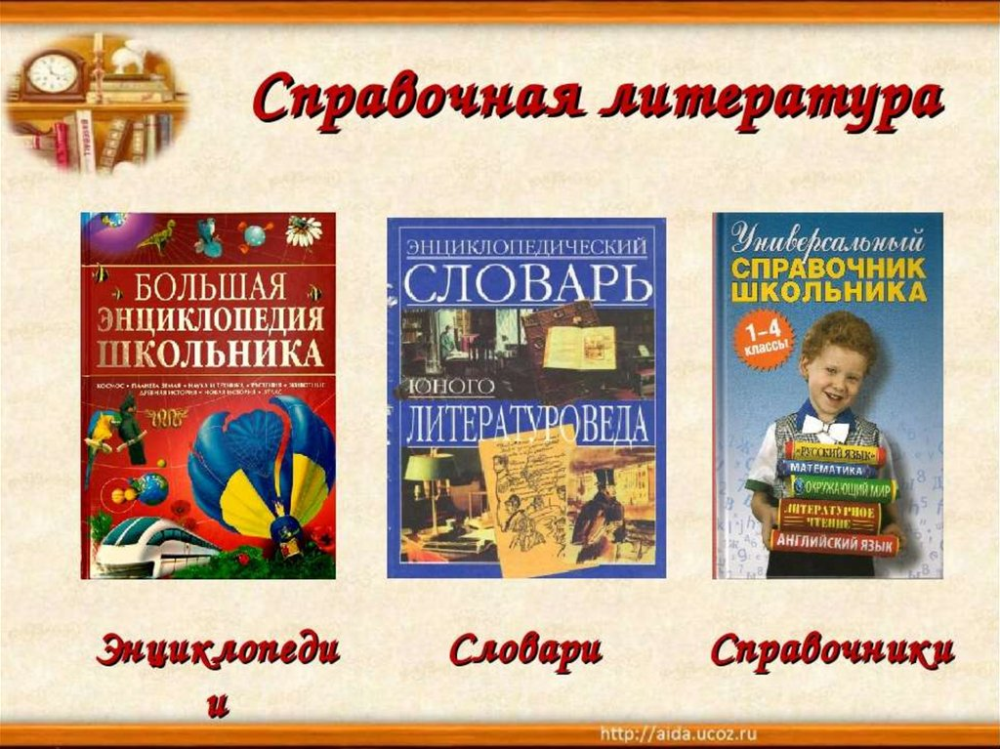 Справочная литература
BASEBALL
БОЛЬШАЯ
ЭНЦИКЛОПЕДИЯ
ШКОЛЬНИКА
КОСМОС • ПЛАНЕТА ЗЕМЛЯ • НАУКА И ТЕХНИКА • РАСТЕНИЯ • ЖИВОТНЫЕ
ДРЕВНЯЯ ИСТОРИЯ • НОВАЯ ИСТОРИЯ • АТЛАС
ЭНЦИКЛОПЕДИЧЕСКИЙ
СЛОВАРЬ
ЮНОГО
ЛИТЕРАТУРОВЕДА
Универсальный
СПРАВОЧНИК
ШКОЛЬНИКА
1-4
классы
«РУССКИЙ ЯЗЫК»
МАТЕМАТИКА
ОКРУЖАЮЩИЙ МИР
ЛИТЕРАТУРНОЕ
ЧТЕНИЕ
АНГЛИЙСКИЙ ЯЗЫК
Энциклопеди
и
Словари
Справочники
http://aida.ucoz.ru